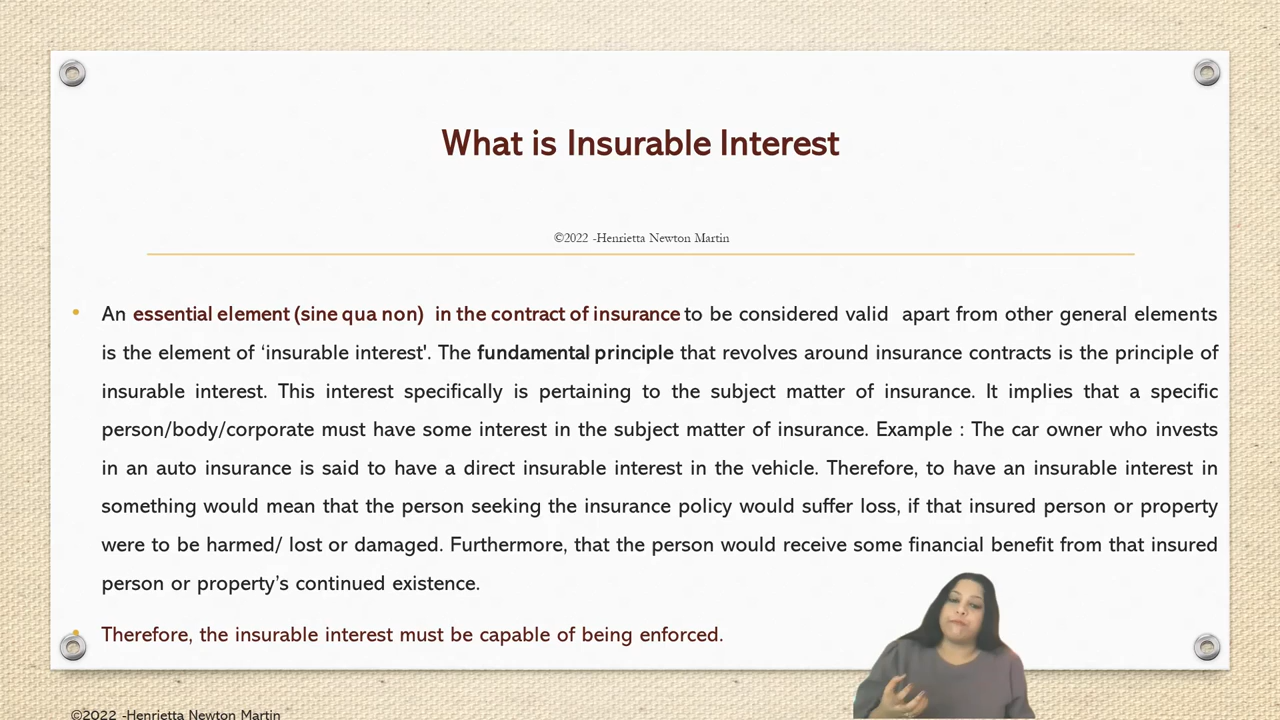 What is Insurable Interest
©2022 -Henrietta Newton Martin
• An essential element (sine qua non) in the contract of insurance to be considered valid apart from other general elements
is the element of ‘insurable interest'. The fundamental principle that revolves around insurance contracts is the principle of
insurable interest. This interest specifically is pertaining to the subject matter of insurance. It implies that a specific
person/body/corporate must have some interest in the subject matter of insurance. Example : The car owner who invests
in an auto insurance is said to have a direct insurable interest in the vehicle. Therefore, to have an insurable interest in
something would mean that the person seeking the insurance policy would suffer loss, if that insured person or property
were to be harmed/ lost or damaged. Furthermore, that the person would receive some financial benefit from that insured
person or property’s continued existence.
• Therefore, the insurable interest must be capable of being enforced.
©2022 -Henrietta Newton Martin